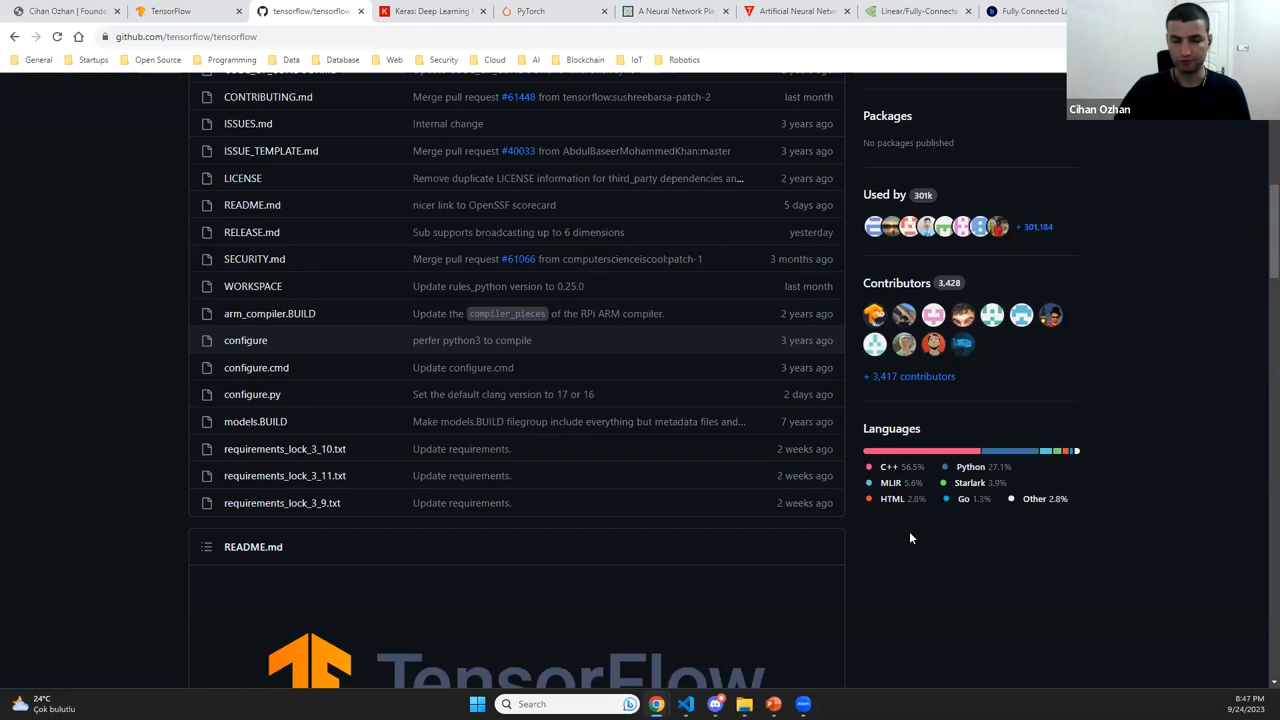 Cihan Ozhan | Found
TensorFlow
tensorflow/tensorflow
Keras: Deep Learning
PyTorch
A Neural Network Pla
Artificial Neural Netwo
Linear/Fully-Connecte
Fully Connected La
github.com/tensorflow/tensorflow
General
Startups
Open Source
Programming
Data
Database
Web
Security
Cloud
AI
Blockchain
IoT
Robotics
Cihan Ozhan
CONTRIBUTING.md Merge pull request #61448 from tensorflow:sushreebarsa-patch-2 last month
ISSUES.md Internal change 3 years ago
ISSUE_TEMPLATE.md Merge pull request #40033 from AbdulBaseerMohammedKhan:master 3 years ago
LICENSE Remove duplicate LICENSE information for third_party dependencies an... 2 years ago
README.md nicer link to OpenSSF scorecard 5 days ago
RELEASE.md Sub supports broadcasting up to 6 dimensions yesterday
SECURITY.md Merge pull request #61066 from computerscienceiscool:patch-1 3 months ago
WORKSPACE Update rules_python version to 0.25.0 last month
arm_compiler.BUILD Update the compiler_pieces of the RPi ARM compiler. 2 years ago
configure perfer python3 to compile 3 years ago
configure.cmd Update configure.cmd 3 years ago
configure.py Set the default clang version to 17 or 16 2 days ago
models.BUILD Make models.BUILD filegroup include everything but metadata files and... 7 years ago
requirements_lock_3_10.txt Update requirements. 2 weeks ago
requirements_lock_3_11.txt Update requirements. 2 weeks ago
requirements_lock_3_9.txt Update requirements. 2 weeks ago
README.md
TensorFlow
Packages
No packages published
Used by 301k
+ 301,184
Contributors 3,428
+ 3,417 contributors
Languages
C++ 56.5% Python 27.1%
MLIR 5.6% Starlark 3.9%
HTML 2.8% Go 1.3% Other 2.8%
24°C
Çok bulutlu
Search
8:47 PM
9/24/2023